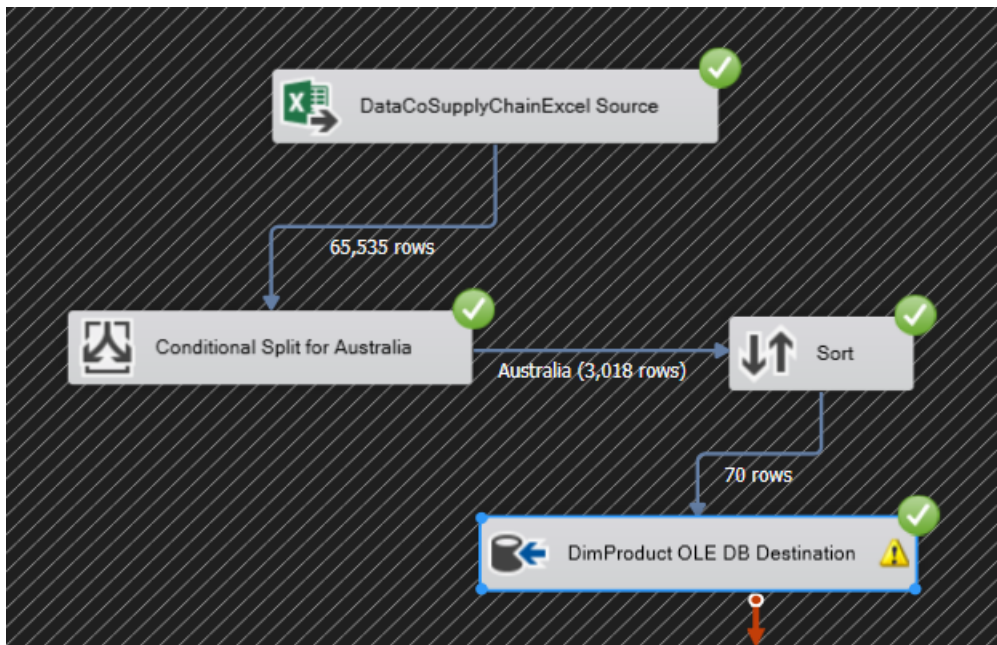 DataCoSupplyChainExcel Source
65,535 rows
Conditional Split for Australia
Australia (3,018 rows)
Sort
70 rows
DimProduct OLE DB Destination